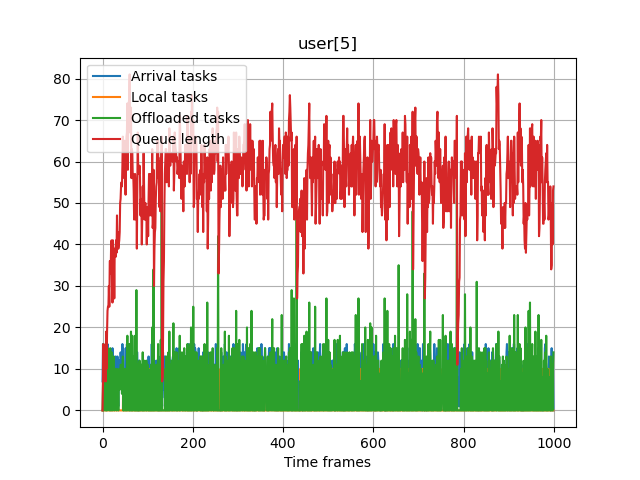 user[5]
Arrival tasks
Local tasks
Offloaded tasks
Queue length
80
70
60
50
40
30
20
10
0
0 200 400 600 800 1000
Time frames